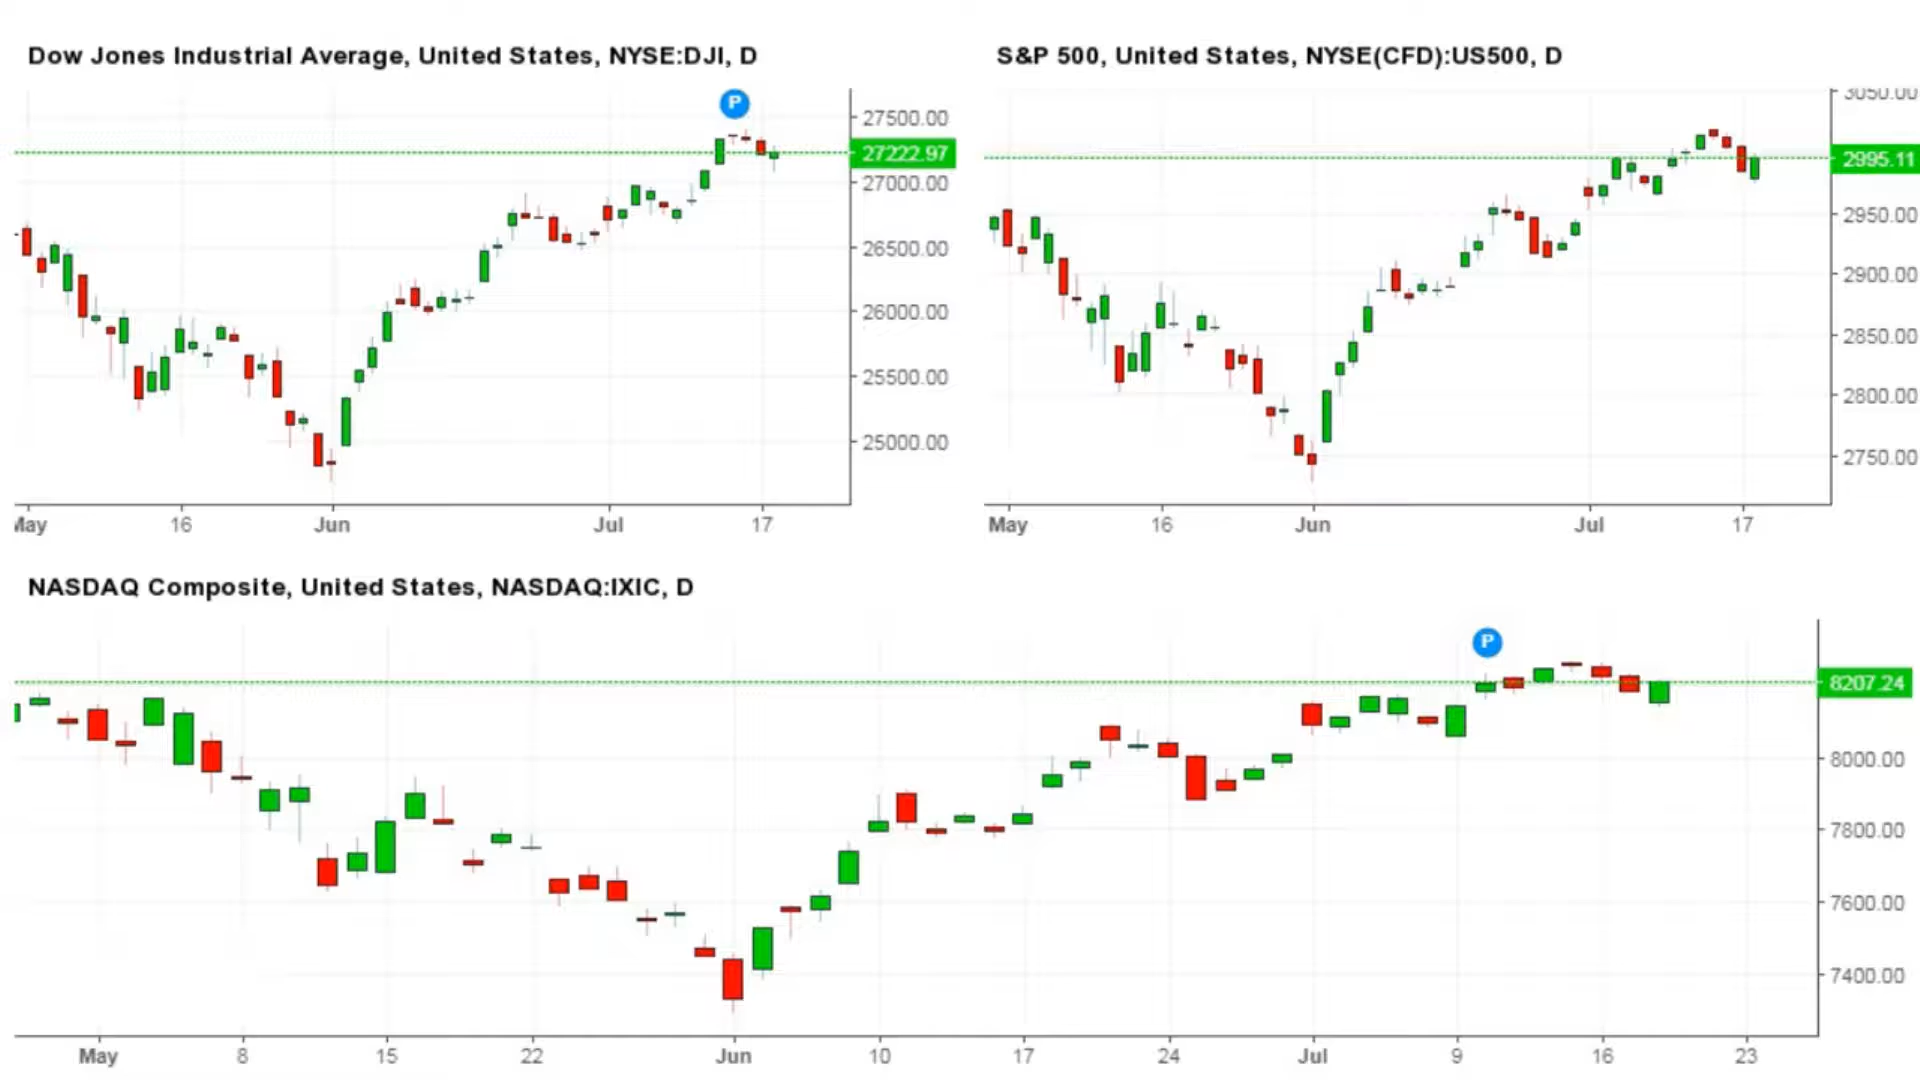 Dow Jones Industrial Average, United States, NYSE:DJI, D
P
27500.00
27222.97
27000.00
26500.00
26000.00
25500.00
25000.00
May 16 Jun Jul 17
S&P 500, United States, NYSE(CFD):US500, D
3050.00
2995.11
2950.00
2900.00
2850.00
2800.00
2750.00
May 16 Jun Jul 17
NASDAQ Composite, United States, NASDAQ:IXIC, D
P
8207.24
8000.00
7800.00
7600.00
7400.00
May 8 15 22 Jun 10 17 24 Jul 9 16 23